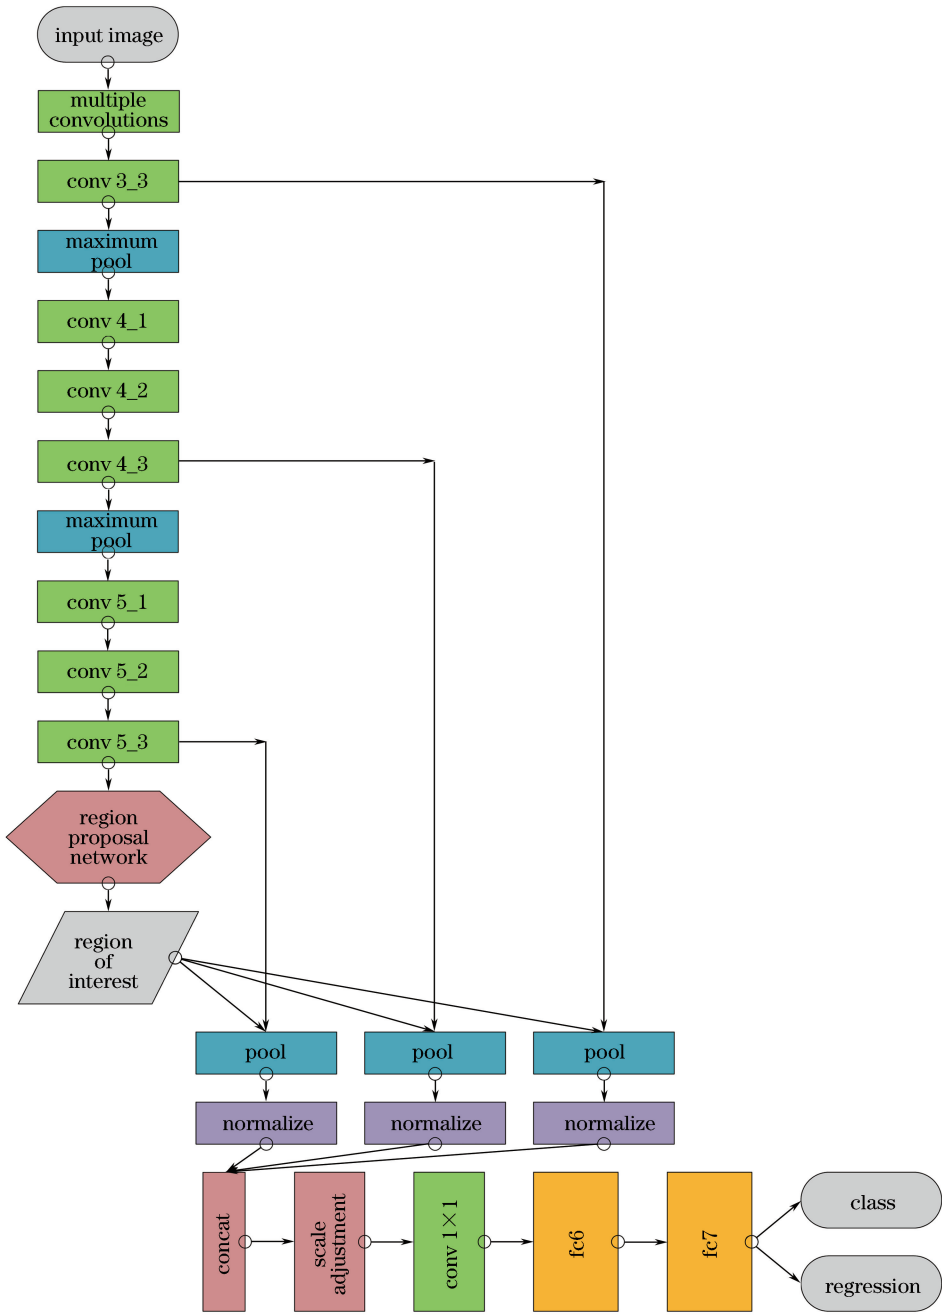 input image
multiple
convolutions
conv 3_3
maximum
pool
conv 4_1
conv 4_2
conv 4_3
maximum
pool
conv 5_1
conv 5_2
conv 5_3
region
proposal
network
region
of
interest
pool
pool
pool
normalize
normalize
normalize
concat
scale
adjustment
conv 1×1
fc6
fc7
class
regression